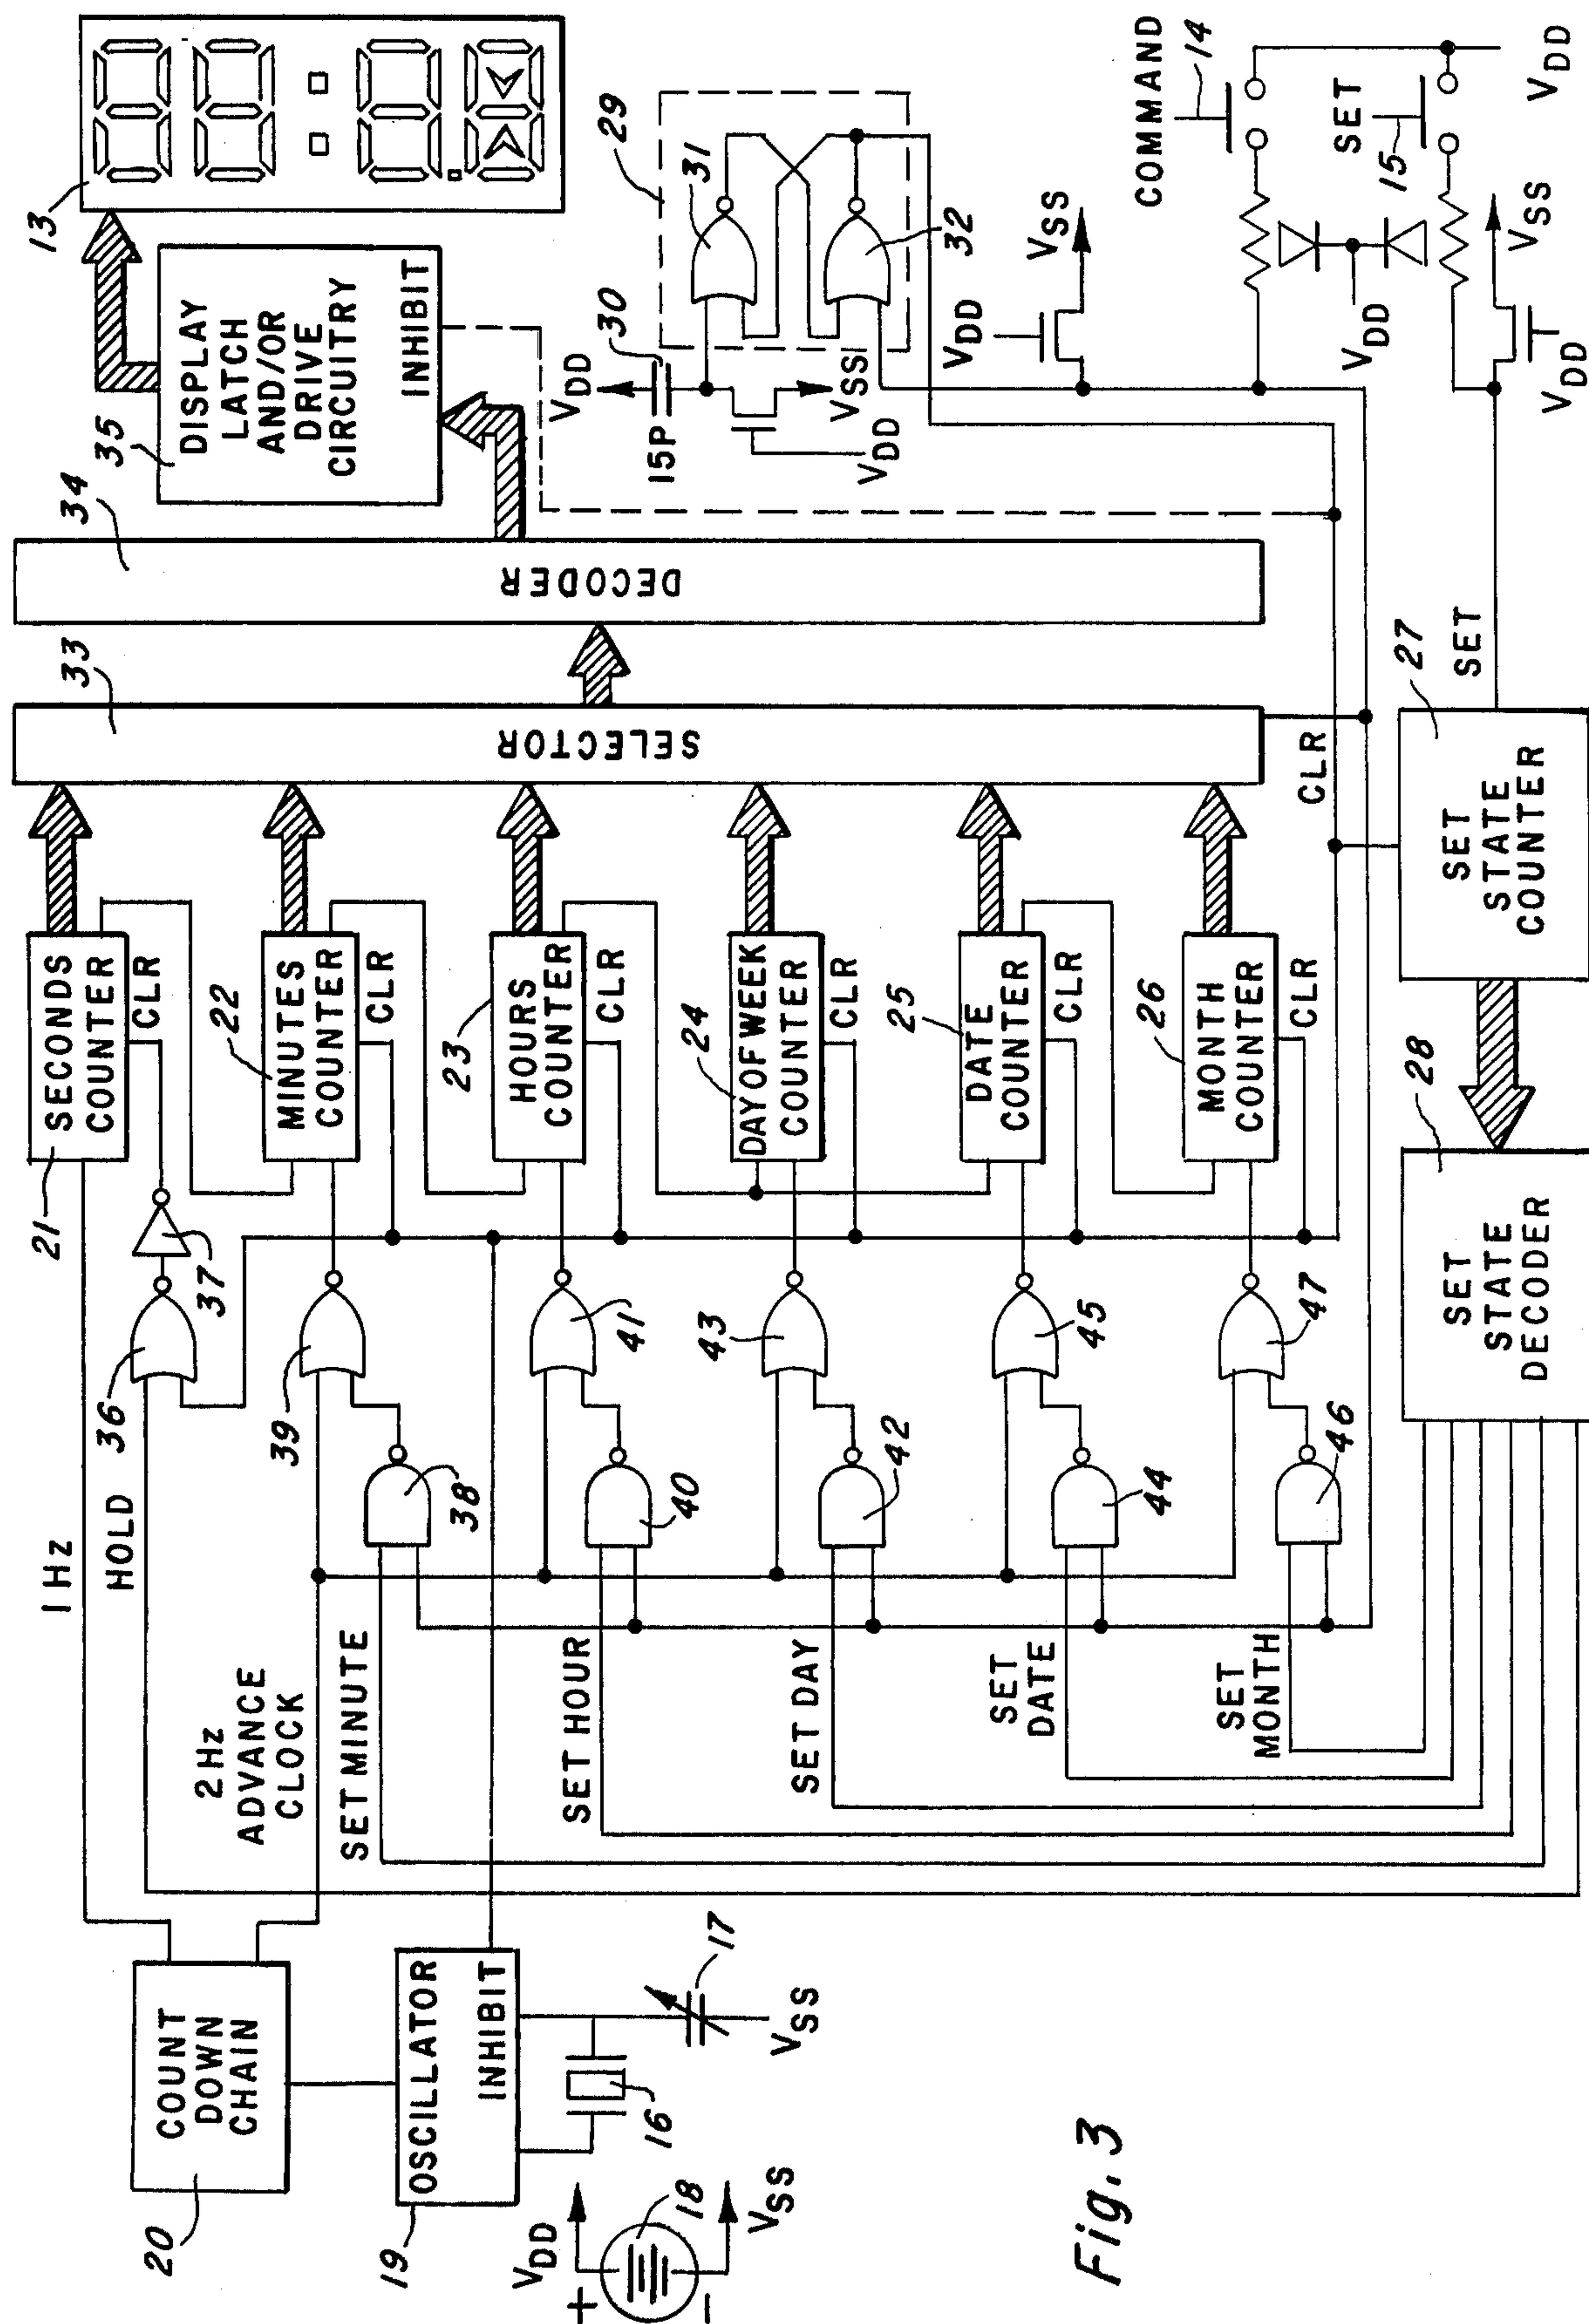 20
COUNT
DOWN
CHAIN
19
OSCILLATOR
INHIBIT
16
17
VSS
VDD
+
18
-
VSS
1 Hz
HOLD
2Hz
ADVANCE
CLOCK
SET MINUTE
SET HOUR
SET DAY
SET
DATE
SET
MONTH
36
37
39
38
41
40
43
42
45
44
47
46
21
SECONDS
COUNTER
CLR
22
MINUTES
COUNTER
CLR
23
HOURS
COUNTER
CLR
24
DAY OF WEEK
COUNTER
CLR
25
DATE
COUNTER
CLR
26
MONTH
COUNTER
CLR
28
SET
STATE
DECODER
27
SET
STATE
COUNTER
CLR
SET
33
SELECTOR
34
DECODER
35
DISPLAY
LATCH
AND/OR
DRIVE
CIRCUITRY
INHIBIT
13
88:88
VDD
30
15P
VSS
VDD
29
31
32
VDD
VSS
COMMAND
14
SET
15
VDD
VDD
VSS
VDD
Fig. 3